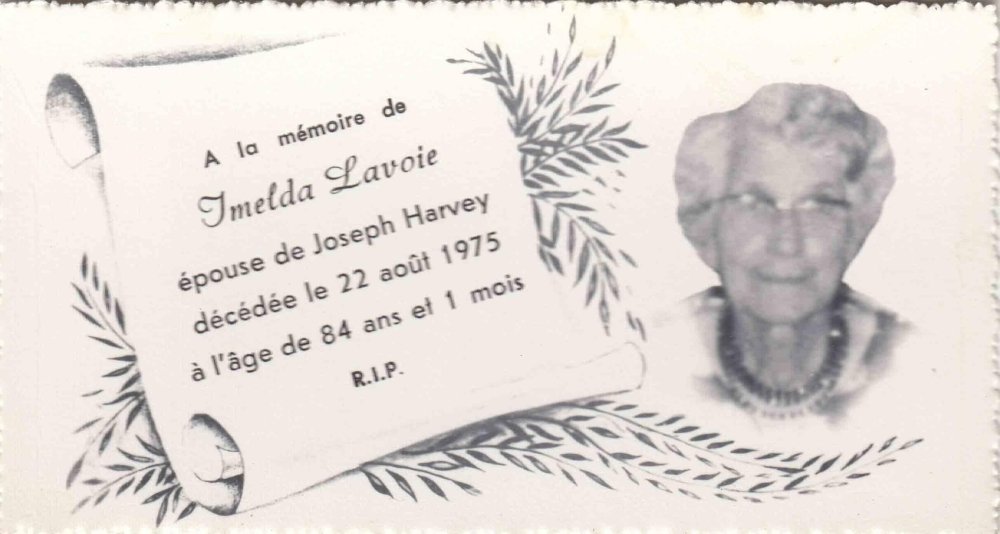 A la mémoire de
Imelda Lavoie
épouse de Joseph Harvey
décédée le 22 août 1975
à l'âge de 84 ans et 1 mois
R.I.P.